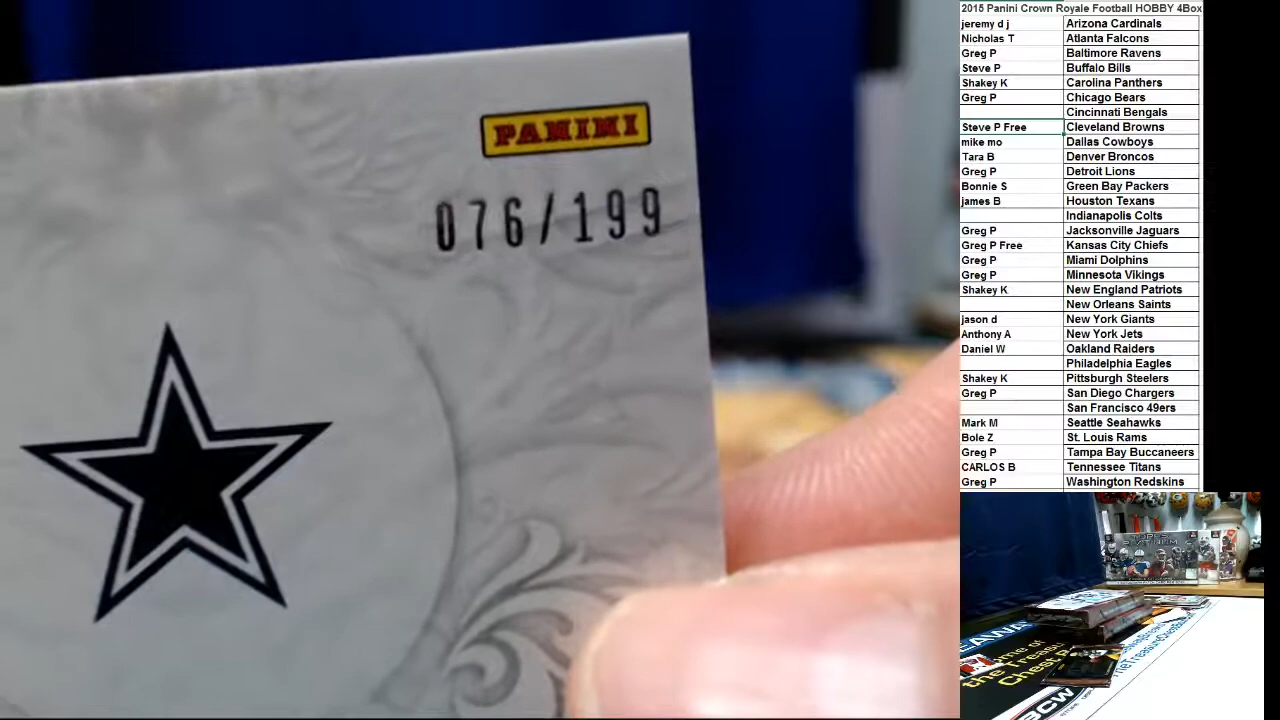 PANINI
076/199
2015 Panini Crown Royale Football HOBBY 4Box
jeremy d j Arizona Cardinals
Nicholas T Atlanta Falcons
Greg P Baltimore Ravens
Steve P Buffalo Bills
Shakey K Carolina Panthers
Greg P Chicago Bears
Cincinnati Bengals
Steve P Free Cleveland Browns
mike mo Dallas Cowboys
Tara B Denver Broncos
Greg P Detroit Lions
Bonnie S Green Bay Packers
james B Houston Texans
Indianapolis Colts
Greg P Jacksonville Jaguars
Greg P Free Kansas City Chiefs
Greg P Miami Dolphins
Greg P Minnesota Vikings
Shakey K New England Patriots
New Orleans Saints
jason d New York Giants
Anthony A New York Jets
Daniel W Oakland Raiders
Philadelphia Eagles
Shakey K Pittsburgh Steelers
Greg P San Diego Chargers
San Francisco 49ers
Mark M Seattle Seahawks
Bole Z St. Louis Rams
Greg P Tampa Bay Buccaneers
CARLOS B Tennessee Titans
Greg P Washington Redskins
the Treasu
Chest